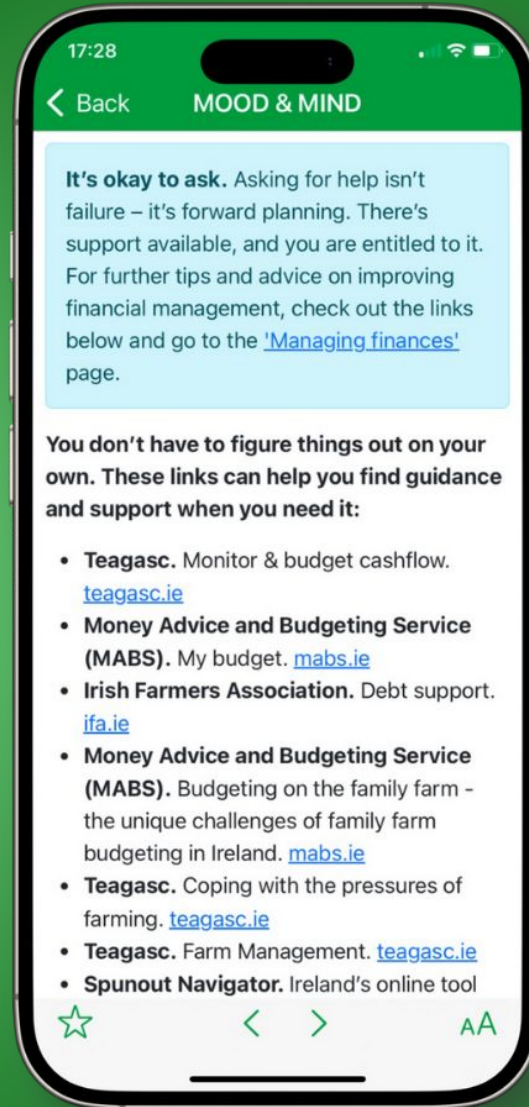 17:28
Back MOOD & MIND
It's okay to ask. Asking for help isn't
failure – it's forward planning. There's
support available, and you are entitled to it.
For further tips and advice on improving
financial management, check out the links
below and go to the 'Managing finances'
page.
You don't have to figure things out on your
own. These links can help you find guidance
and support when you need it:
• Teagasc. Monitor & budget cashflow.
teagasc.ie
• Money Advice and Budgeting Service
(MABS). My budget. mabs.ie
• Irish Farmers Association. Debt support.
ifa.ie
• Money Advice and Budgeting Service
(MABS). Budgeting on the family farm -
the unique challenges of family farm
budgeting in Ireland. mabs.ie
• Teagasc. Coping with the pressures of
farming. teagasc.ie
• Teagasc. Farm Management. teagasc.ie
• Spunout Navigator. Ireland's online tool
AA